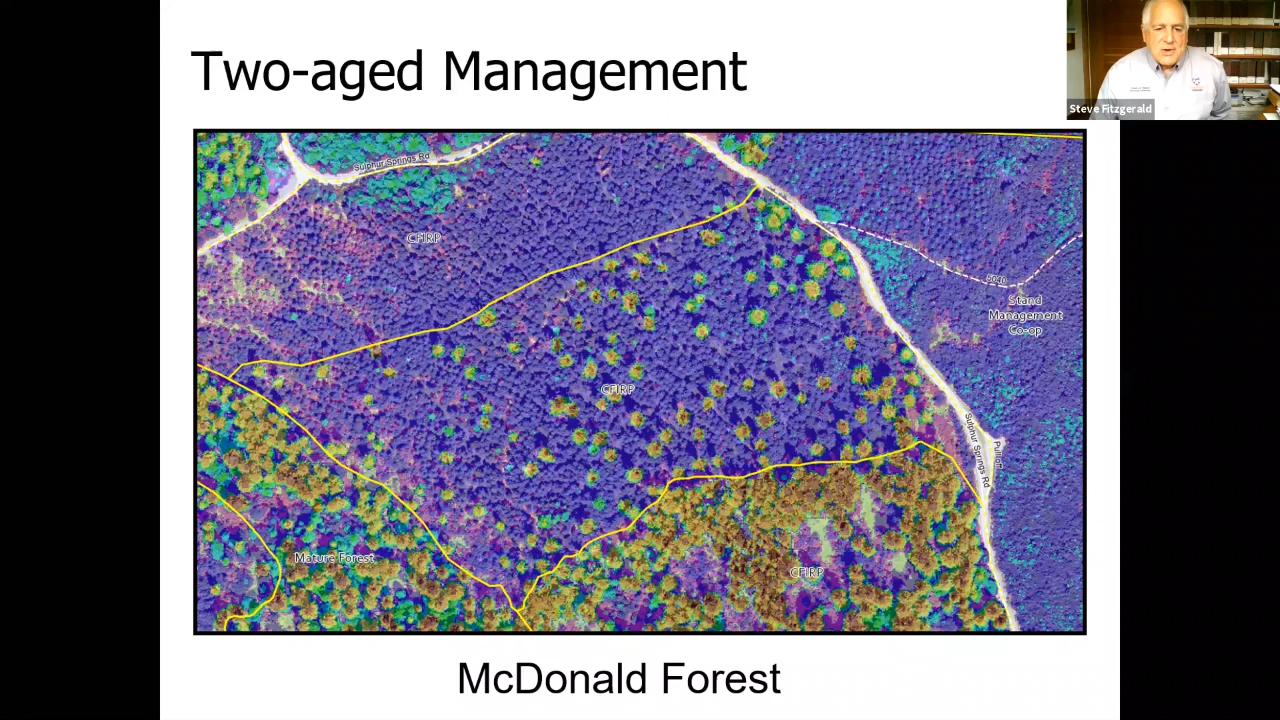 Two-aged Management
Steve Fitzgerald
Sulphur Springs Rd
CFIRP
5040
Stand
Management
Co-op
CFIRP
Sulphur Springs Rd
Mature Forest
CFIRP
McDonald Forest